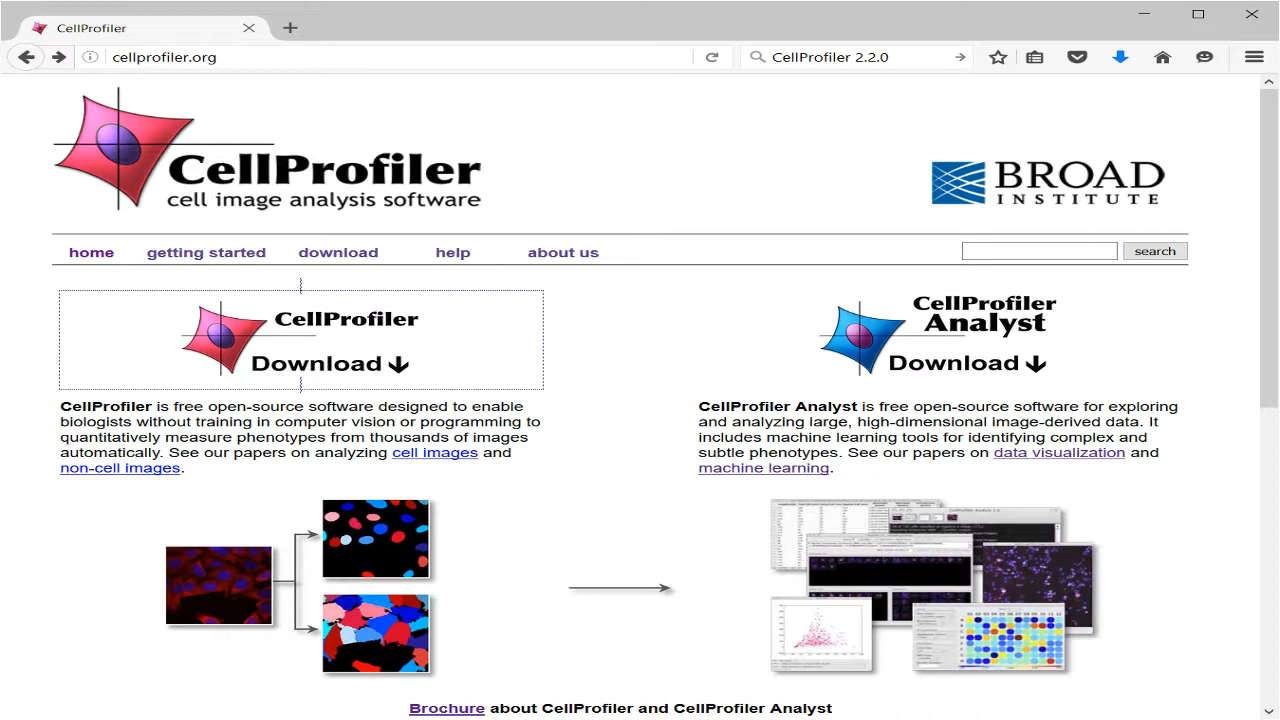 CellProfiler
cellprofiler.org
CellProfiler 2.2.0
CellProfiler
cell image analysis software
BROAD
INSTITUTE
home getting started download help about us search
CellProfiler
Download
CellProfiler
Analyst
Download
CellProfiler is free open-source software designed to enable
biologists without training in computer vision or programming to
quantitatively measure phenotypes from thousands of images
automatically. See our papers on analyzing cell images and
non-cell images.
CellProfiler Analyst is free open-source software for exploring
and analyzing large, high-dimensional image-derived data. It
includes machine learning tools for identifying complex and
subtle phenotypes. See our papers on data visualization and
machine learning.
Brochure about CellProfiler and CellProfiler Analyst